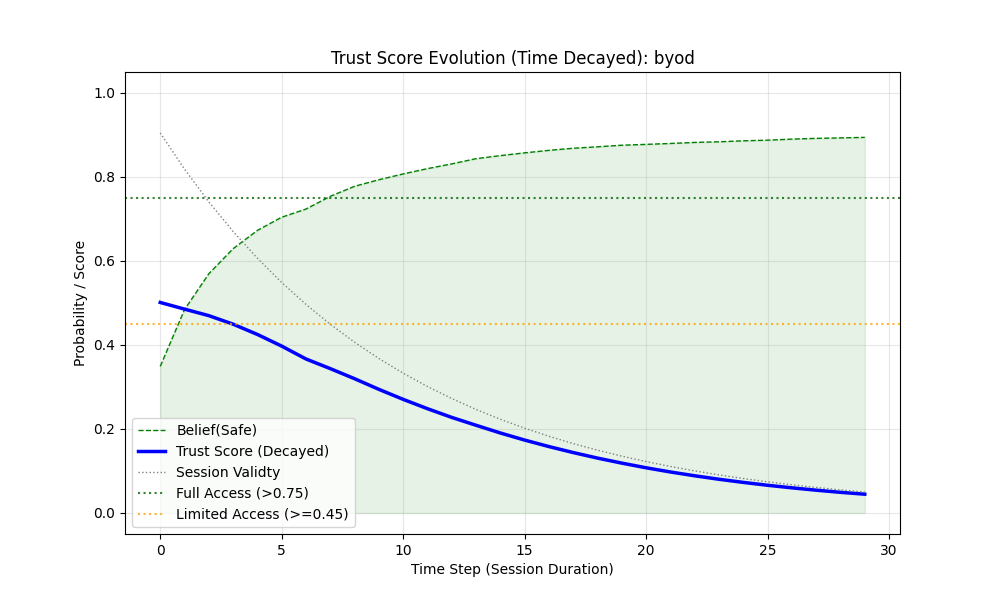 Trust Score Evolution (Time Decayed): byod
Probability / Score
1.0
0.8
0.6
0.4
0.2
0.0
Belief(Safe)
Trust Score (Decayed)
Session Validty
Full Access (>0.75)
Limited Access (>=0.45)
0 5 10 15 20 25 30
Time Step (Session Duration)